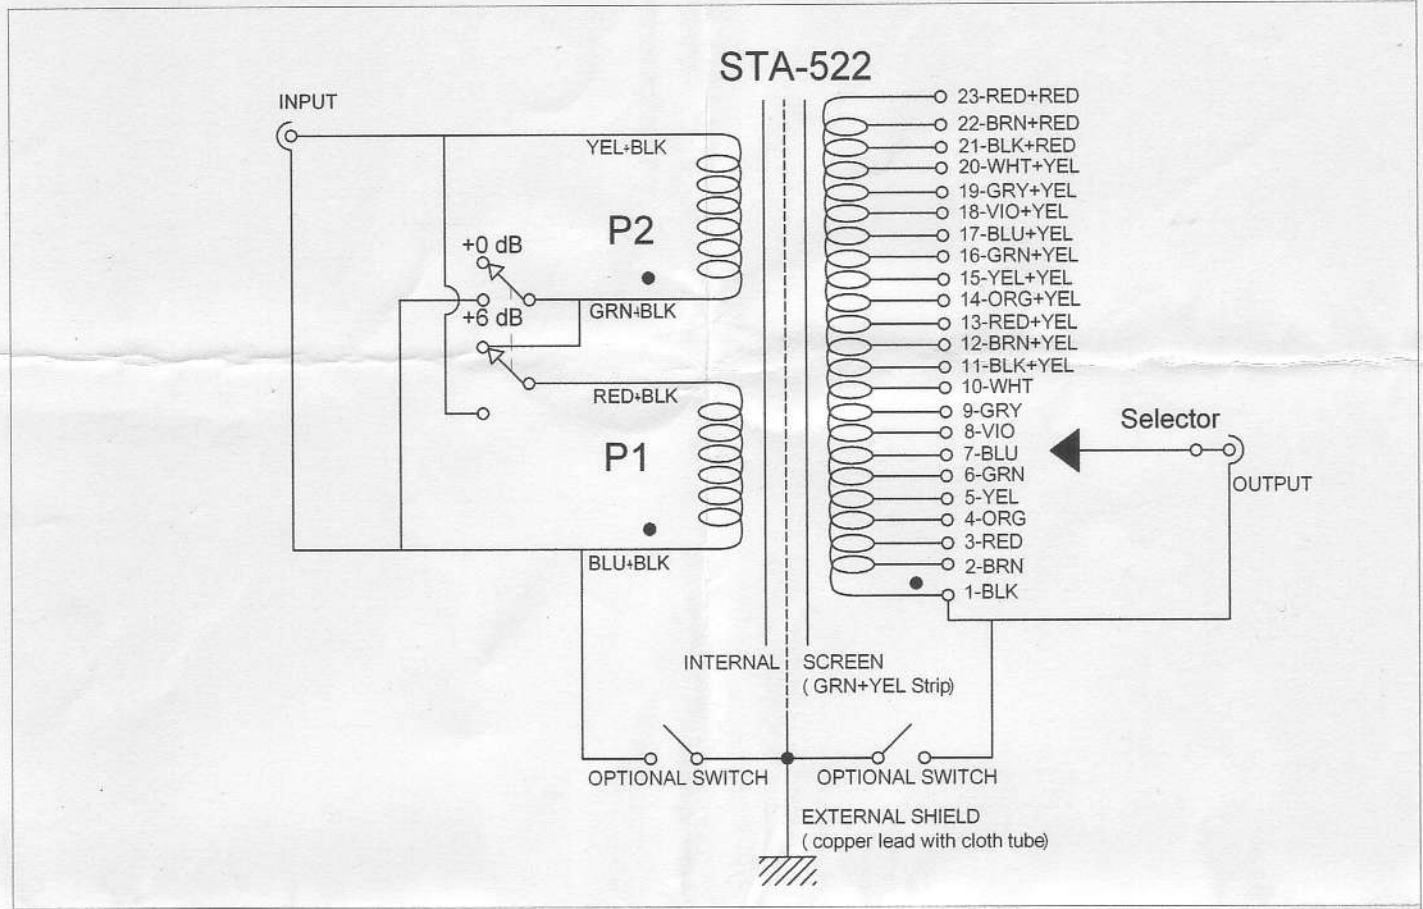 STA-522
INPUT
YEL+BLK
P2
+0 dB
GRN+BLK
+6 dB
RED+BLK
P1
BLU+BLK
23-RED+RED
22-BRN+RED
21-BLK+RED
20-WHT+YEL
19-GRY+YEL
18-VIO+YEL
17-BLU+YEL
16-GRN+YEL
15-YEL+YEL
14-ORG+YEL
13-RED+YEL
12-BRN+YEL
11-BLK+YEL
10-WHT
9-GRY
8-VIO
7-BLU
6-GRN
5-YEL
4-ORG
3-RED
2-BRN
1-BLK
Selector
OUTPUT
INTERNAL SCREEN
( GRN+YEL Strip)
OPTIONAL SWITCH
OPTIONAL SWITCH
EXTERNAL SHIELD
( copper lead with cloth tube)